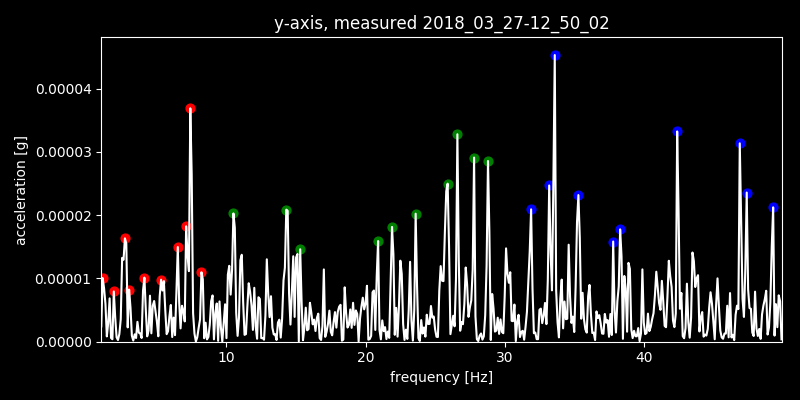 y-axis, measured 2018_03_27-12_50_02
0.00004
0.00003
0.00002
0.00001
0.00000
acceleration [g]
10 20 30 40
frequency [Hz]